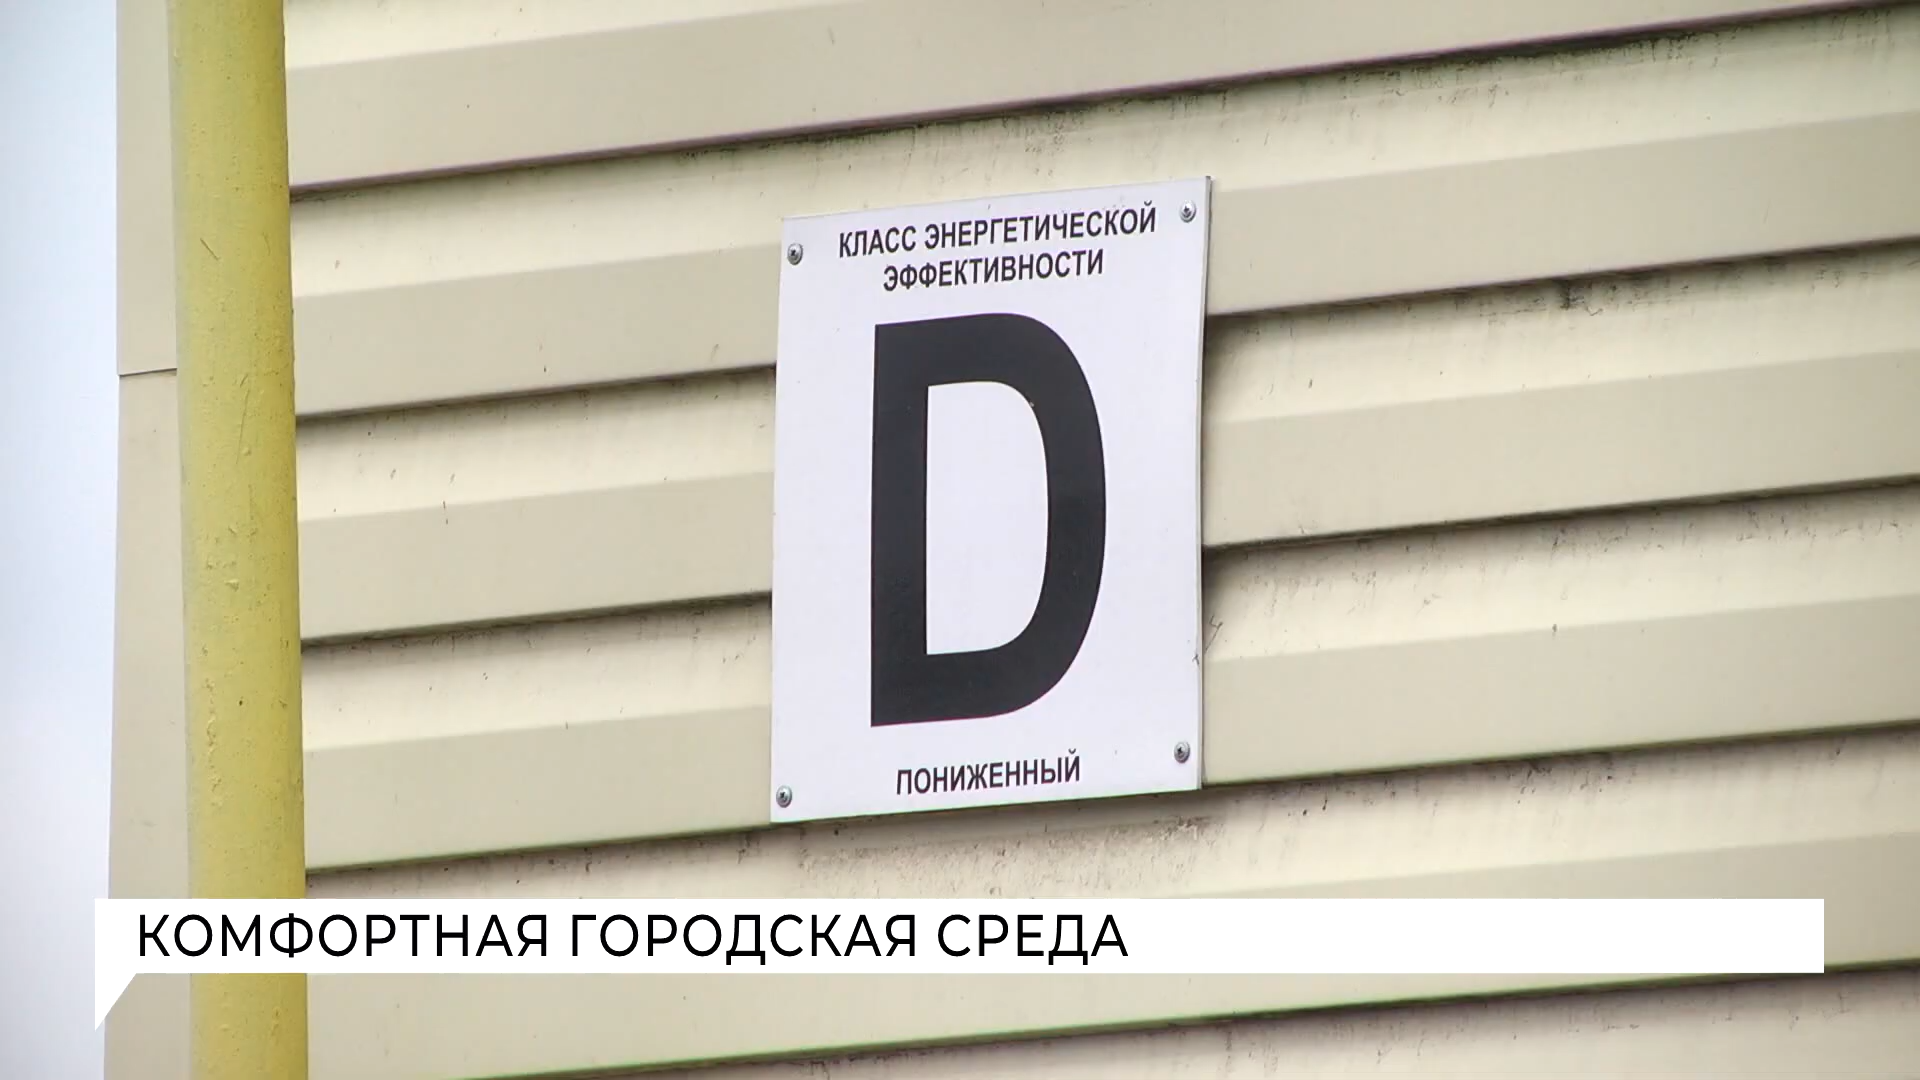 КЛАСС ЭНЕРГЕТИЧЕСКОЙ
ЭФФЕКТИВНОСТИ
D
ПОНИЖЕННЫЙ
КОМФОРТНАЯ ГОРОДСКАЯ СРЕДА